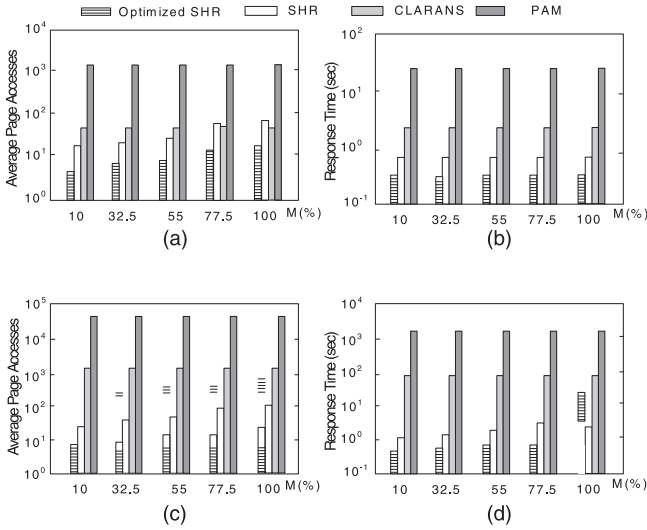 Optimized SHR SHR CLARANS PAM
Average Page Accesses
10^4
10^3
10^2
10^1
10^0
10 32.5 55 77.5 100 M(%)
(a)
Response Time (sec)
10^2
10^1
10^0
10^-1
10 32.5 55 77.5 100 M(%)
(b)
Average Page Accesses
10^5
10^4
10^3
10^2
10^1
10^0
10 32.5 55 77.5 100 M(%)
(c)
Response Time (sec)
10^4
10^3
10^2
10^1
10^0
10^-1
10 32.5 55 77.5 100 M(%)
(d)